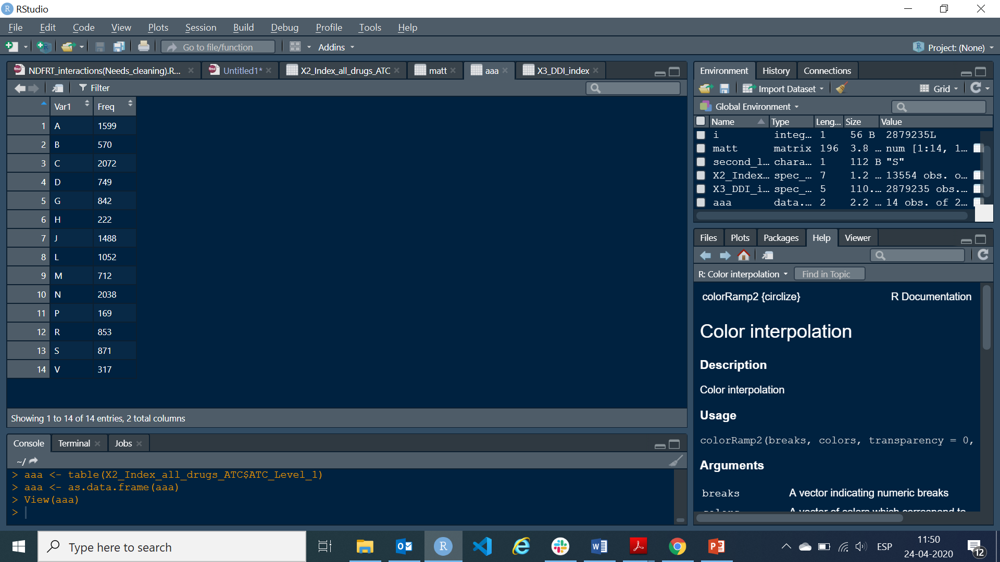 RStudio
File Edit Code View Plots Session Build Debug Profile Tools Help
Go to file/function Addins Project: (None)
NDFRT_interactions(Needs_cleaning).R... Untitled1* X2_Index_all_drugs_ATC matt aaa X3_DDI_index
Filter
Var1 Freq
1 A 1599
2 B 570
3 C 2072
4 D 749
5 G 842
6 H 222
7 J 1488
8 L 1052
9 M 712
10 N 2038
11 P 169
12 R 853
13 S 871
14 V 317
Showing 1 to 14 of 14 entries, 2 total columns
Console Terminal Jobs
~/
> aaa <- table(X2_Index_all_drugs_ATC$ATC_Level_1)
> aaa <- as.data.frame(aaa)
> View(aaa)
>
Environment History Connections
Import Dataset Grid
Global Environment
Name Type Leng... Size Value
i integ... 1 56 B 2879235L
matt matrix 196 3.8 ... num [1:14, 1...
second_l... chara... 1 112 B "S"
X2_Index... spec_... 7 1.2 ... 13554 obs. o...
X3_DDI_i... spec_... 5 110.... 2879235 obs....
aaa data.... 2 2.2 ... 14 obs. of 2...
Files Plots Packages Help Viewer
R: Color interpolation Find in Topic
colorRamp2 {circlize} R Documentation
Color interpolation
Description
Color interpolation
Usage
colorRamp2(breaks, colors, transparency = 0,
Arguments
breaks A vector indicating numeric breaks
colors A vector of colors which correspond to
Type here to search
ESP
11:50
24-04-2020
12